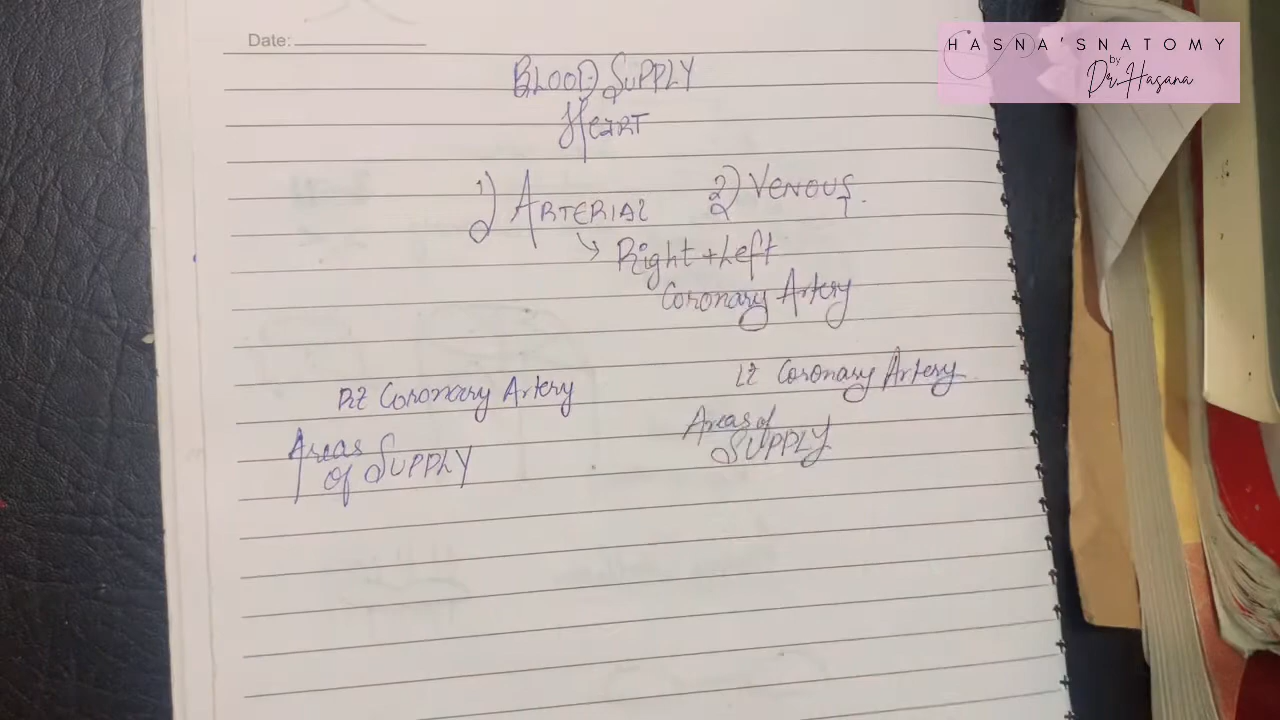 Date:
HASNA'SNATOMY
by
Dr.Hasana
BLOOD SUPPLY
HEART
1) ARTERIAL 2) VENOUS
Right + Left
Coronary Artery
Rt Coronary Artery
Lt Coronary Artery
Areas
of SUPPLY
Areas of
SUPPLY